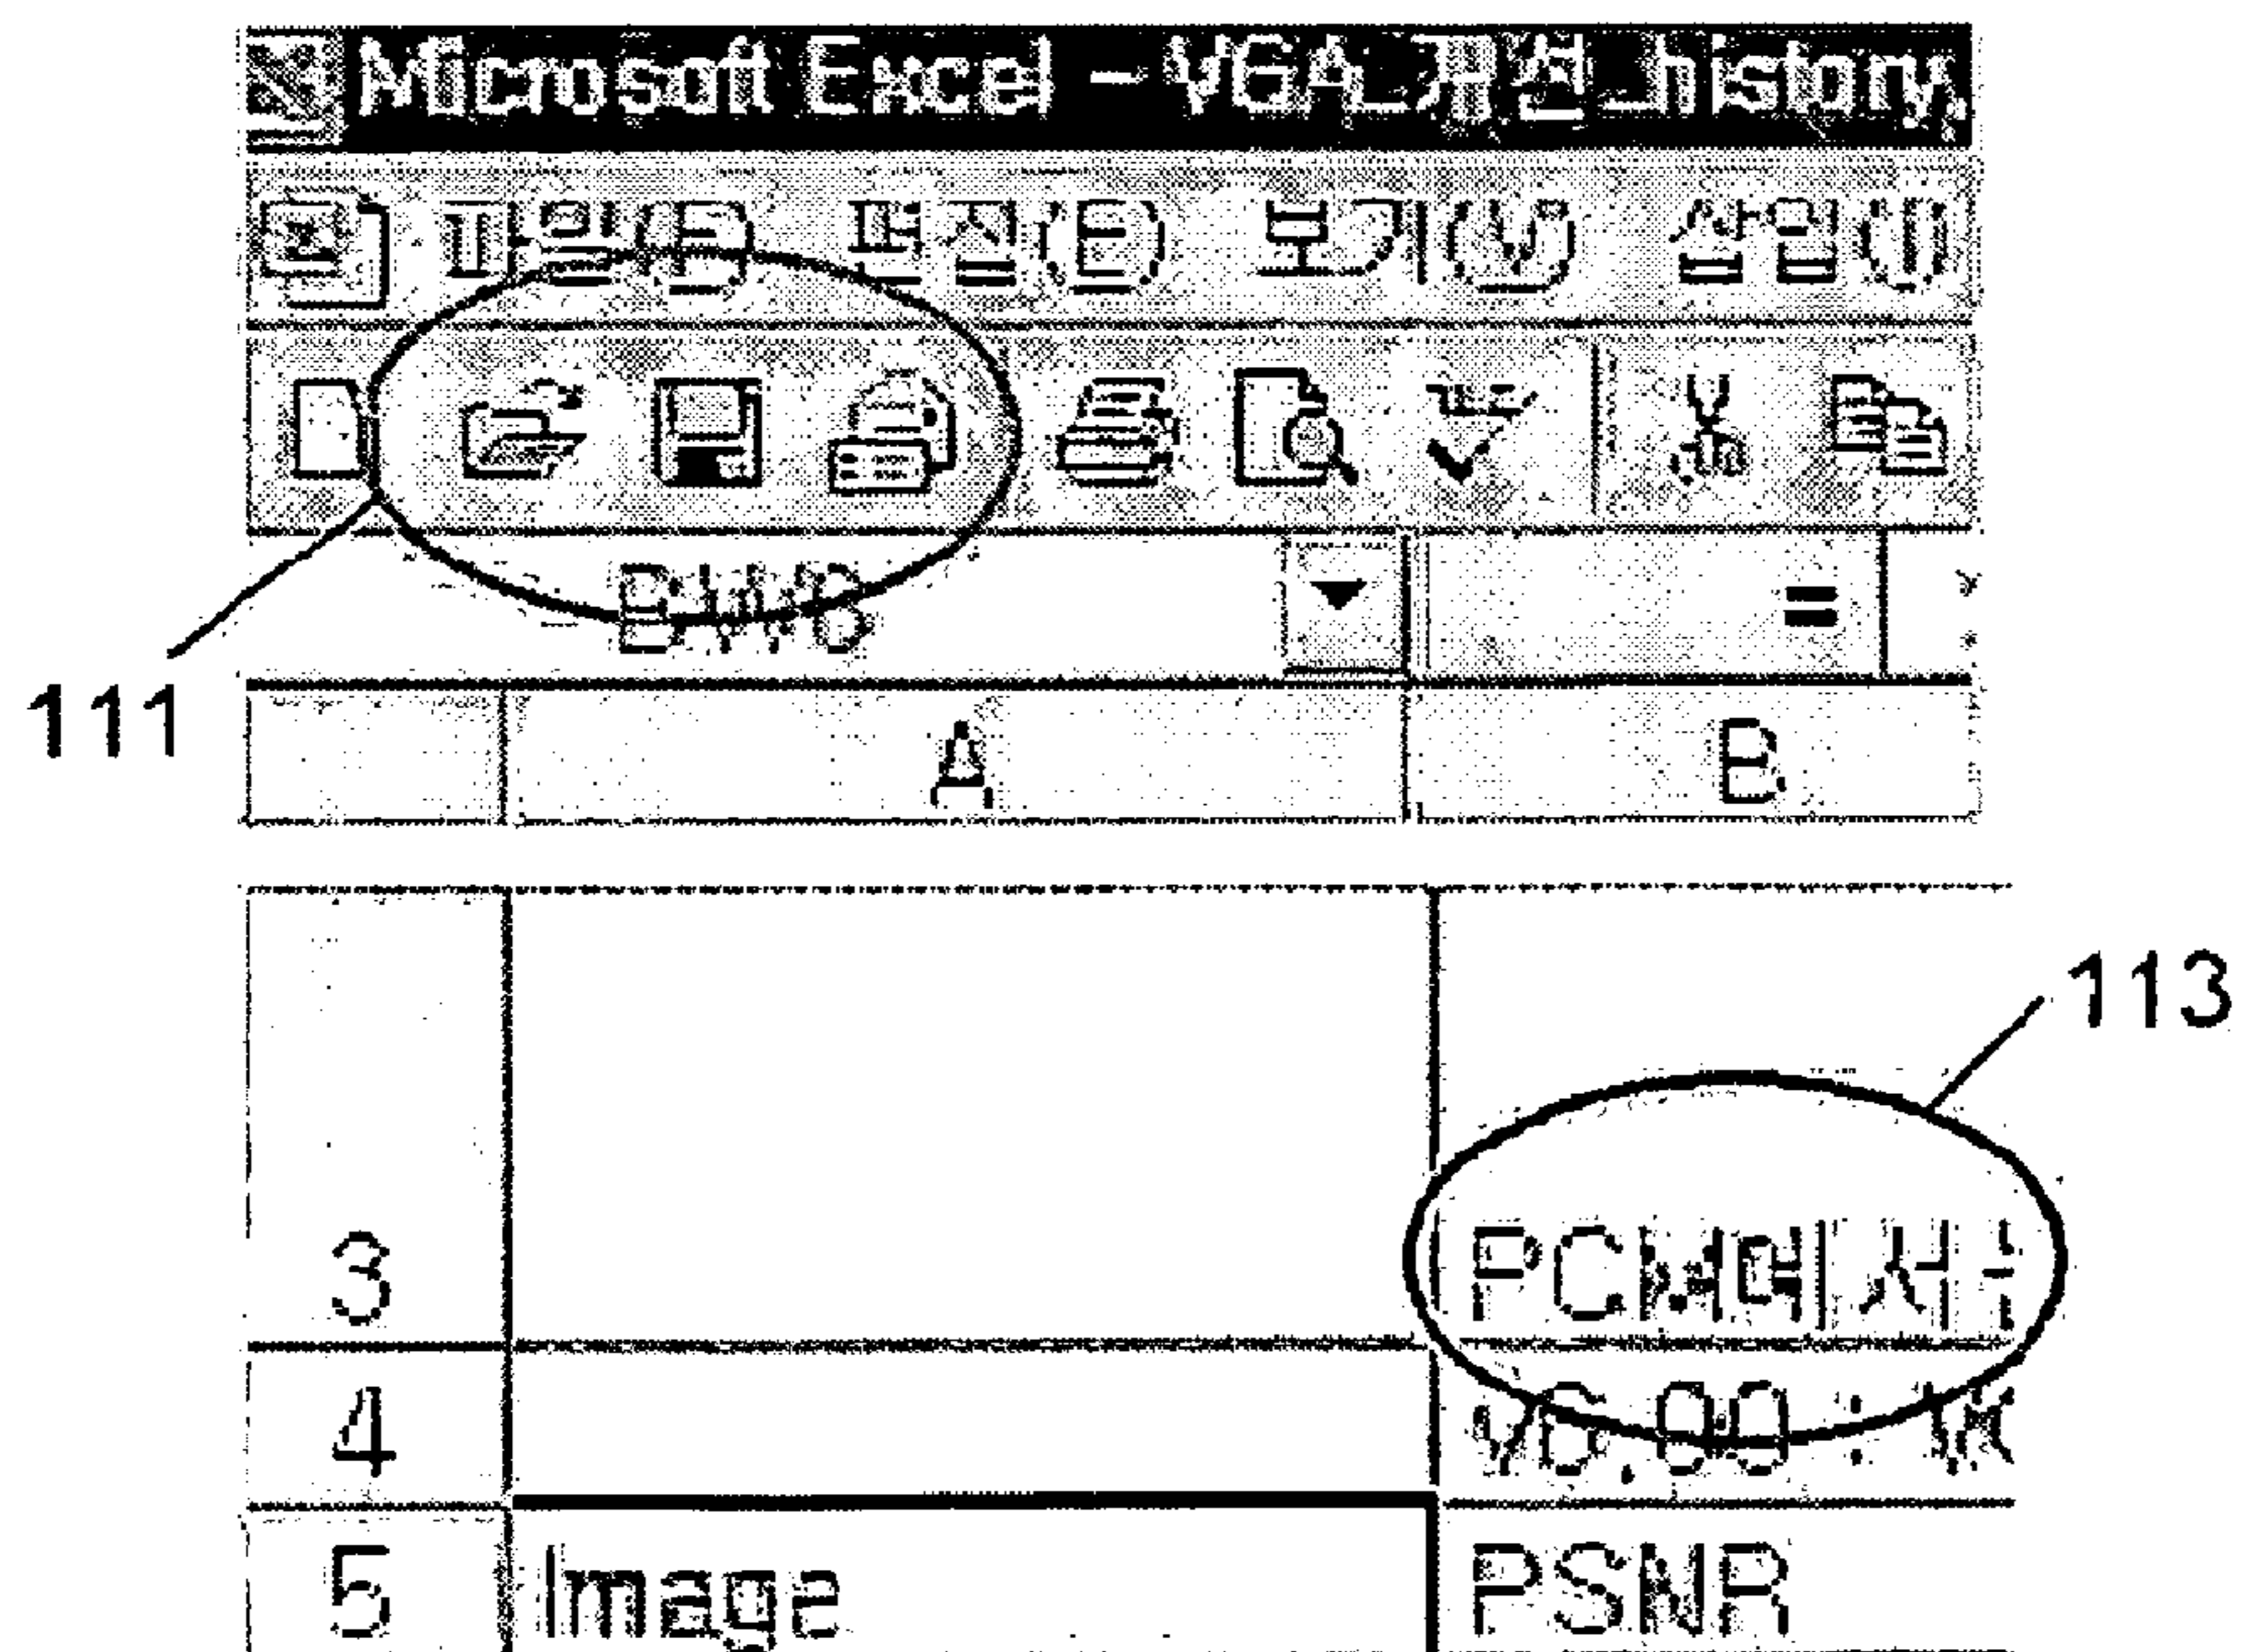 Microsoft Excel - VGA_개선_history,
파일(F) 편집(E) 보기(V) 삽입(I
111
A B
113
3 PCM에서
4
5 Image PSNR